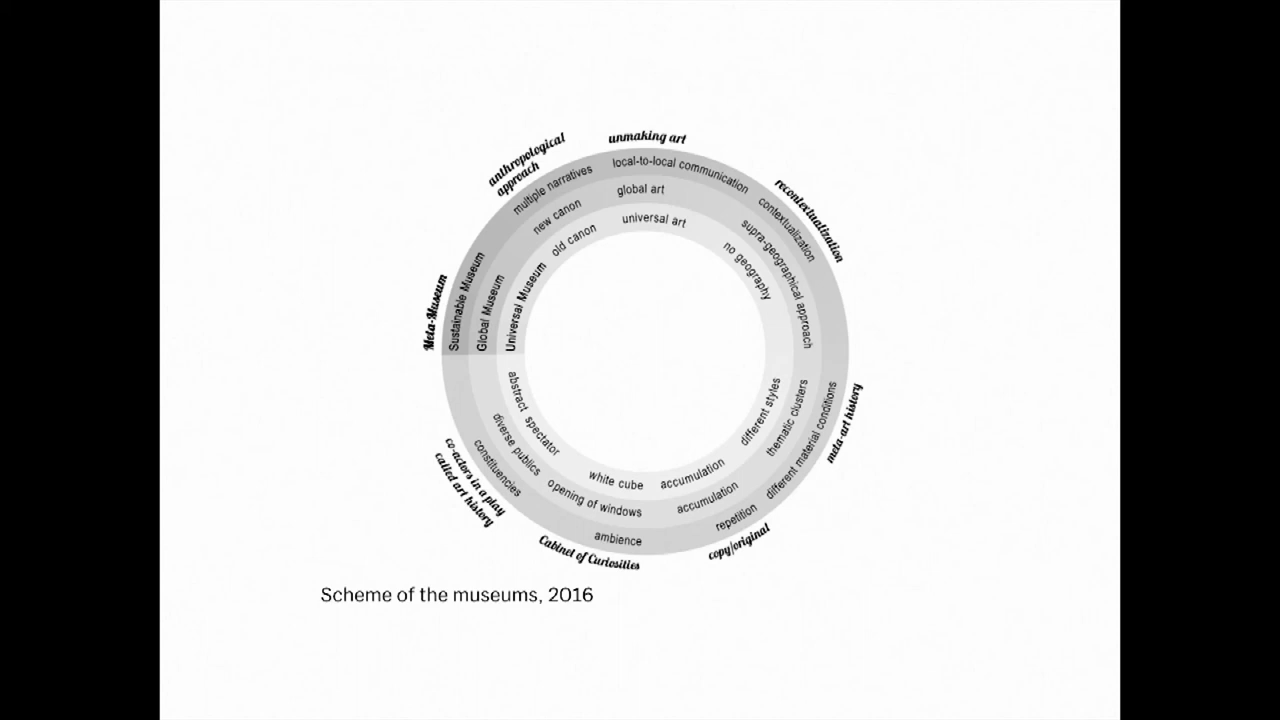 Meta-Museum
Sustainable Museum
Global Museum
Universal Museum
anthropological
approach
multiple narratives
new canon
old canon
unmaking art
local-to-local communication
global art
universal art
recontextualization
contextualization
supra-geographical approach
no geography
meta-art history
different material conditions
thematic clusters
different styles
copy/original
repetition
accumulation
accumulation
Cabinet of Curiosities
ambience
opening of windows
white cube
co-actors in a play
called art history
constituencies
diverse publics
abstract spectator
Scheme of the museums, 2016